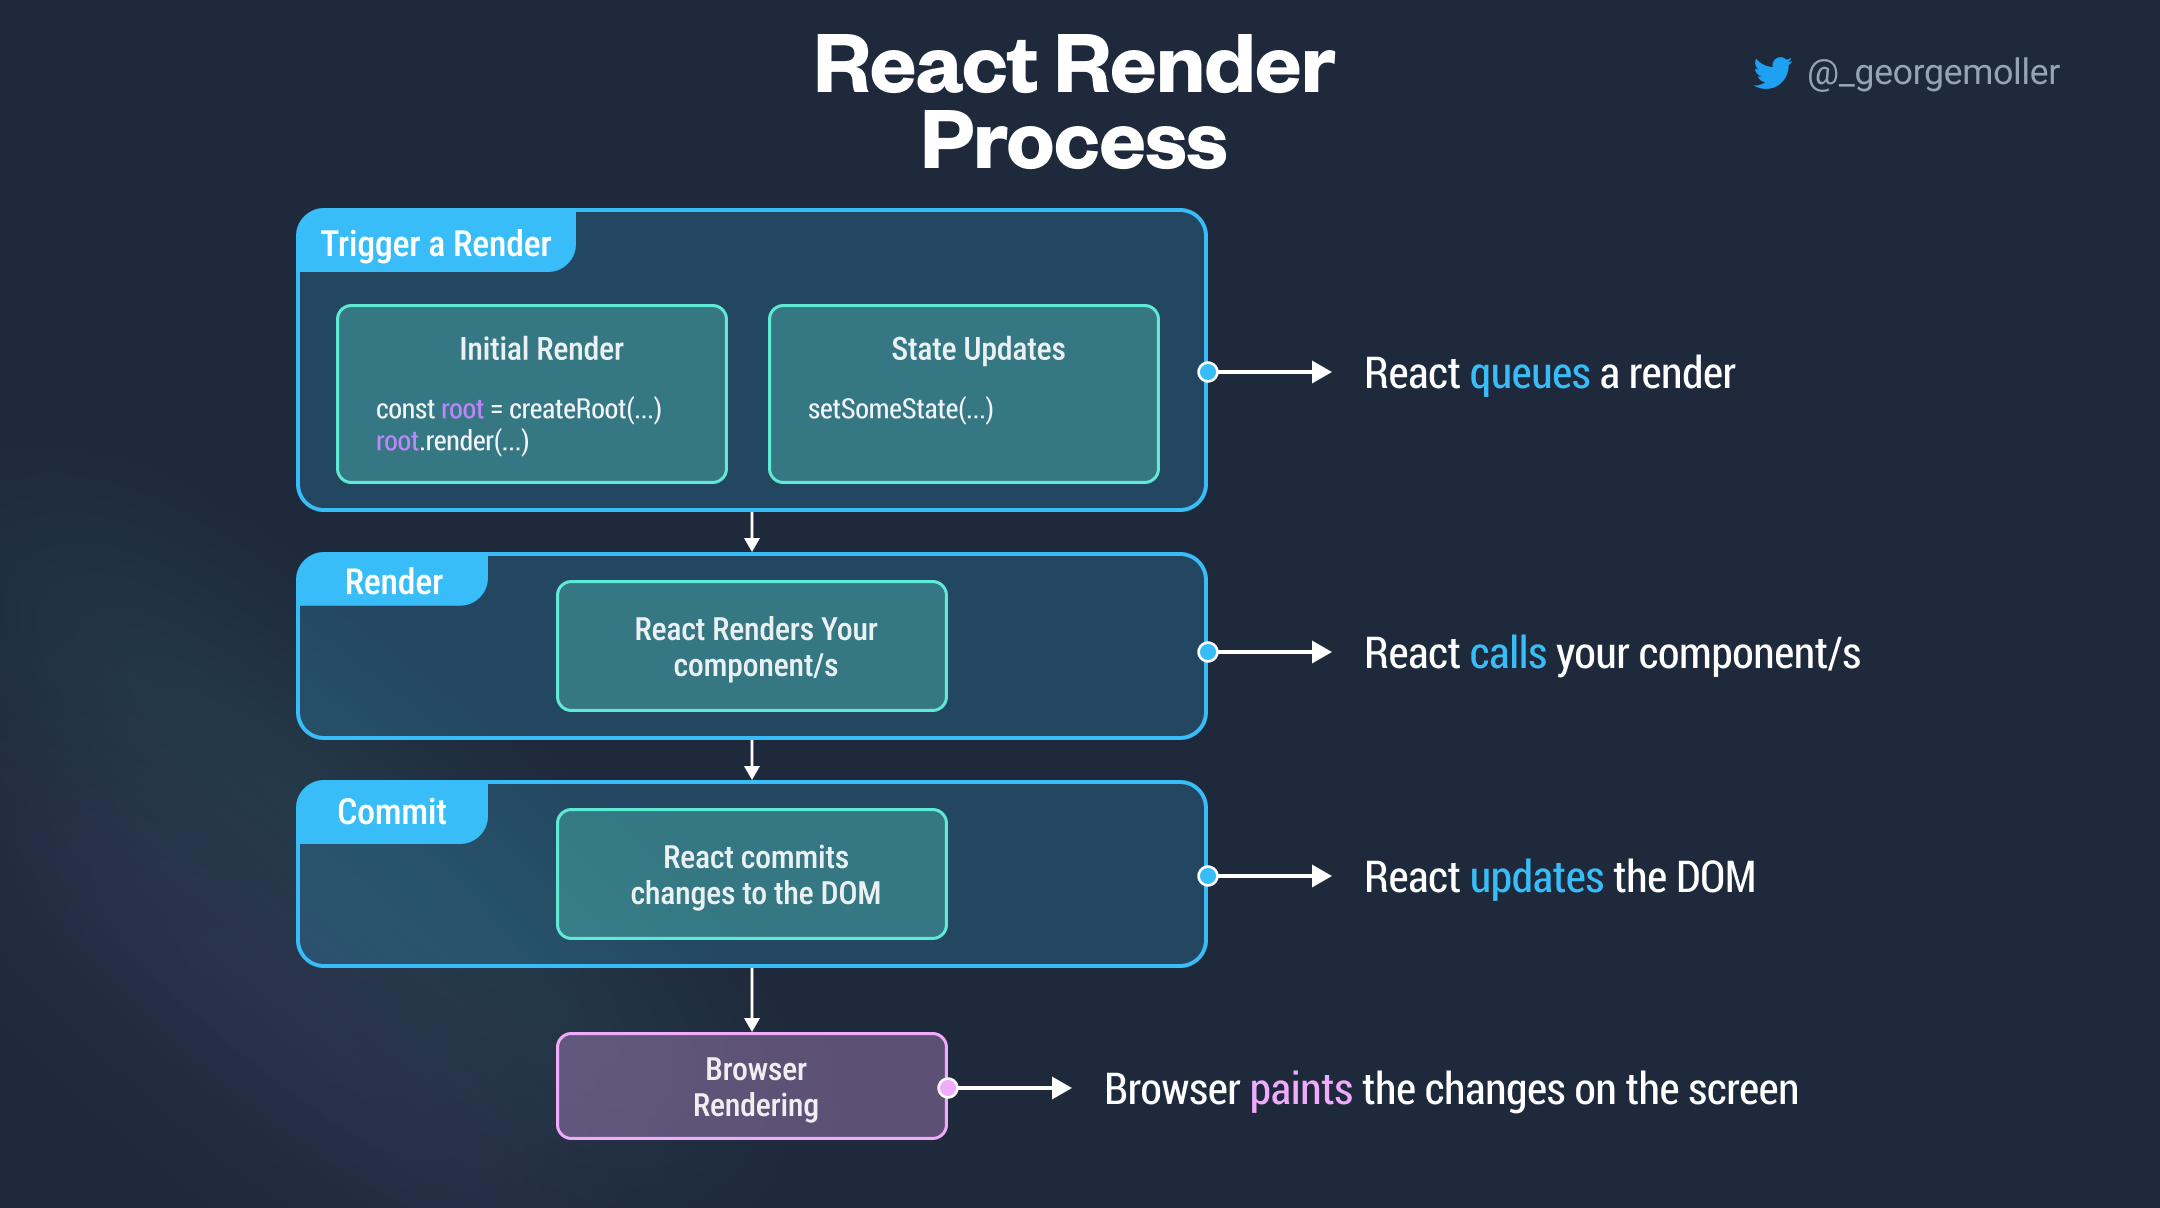 React Render
Process
@_georgemoller
Trigger a Render
Initial Render
const root = createRoot(...)
root.render(...)
State Updates
setSomeState(...)
React queues a render
Render
React Renders Your
component/s
React calls your component/s
Commit
React commits
changes to the DOM
React updates the DOM
Browser
Rendering
Browser paints the changes on the screen